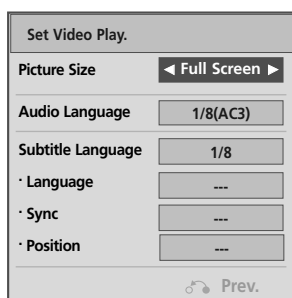 Set Video Play.
Picture Size ◀ Full Screen ▶
Audio Language 1/8(AC3)
Subtitle Language 1/8
· Language ---
· Sync ---
· Position ---
Prev.